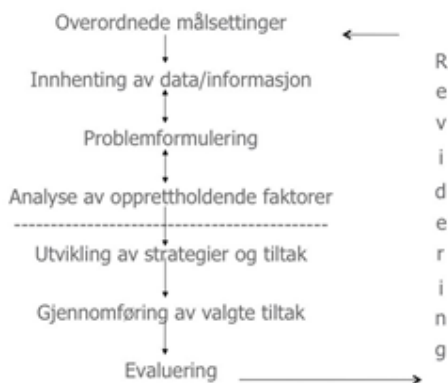 Overordnede målsettinger
Innhenting av data/informasjon
Problemformulering
Analyse av opprettholdende faktorer
Utvikling av strategier og tiltak
Gjennomføring av valgte tiltak
Evaluering
Revidering